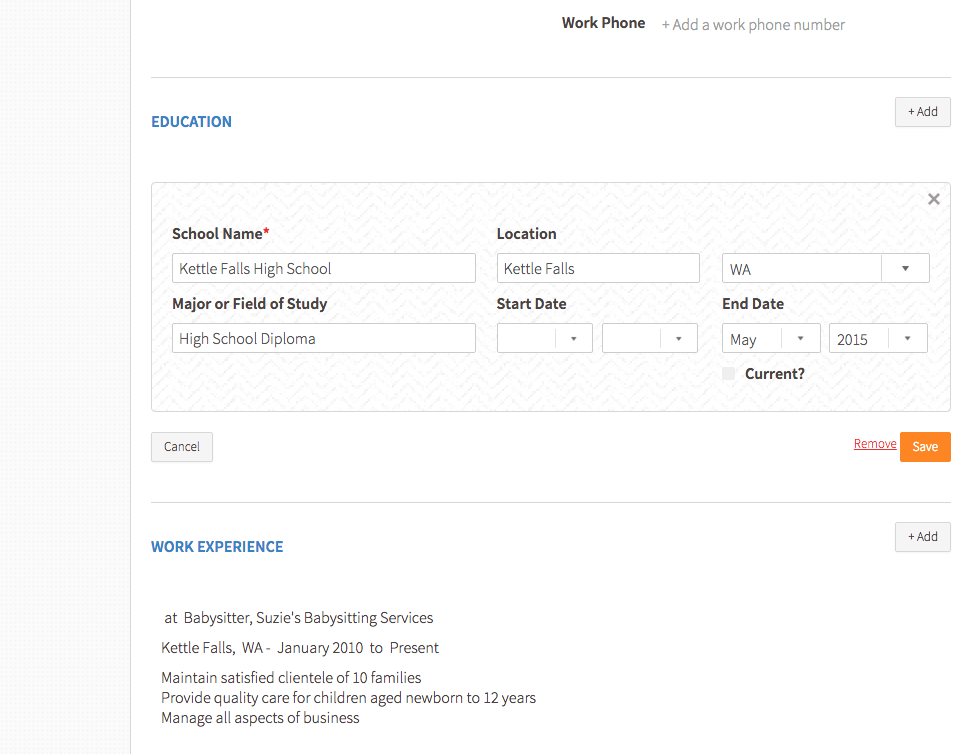 Work Phone + Add a work phone number
EDUCATION
+ Add
School Name*
Location
Kettle Falls High School
Kettle Falls
WA
Major or Field of Study
Start Date
End Date
High School Diploma
May
2015
Current?
Cancel
Remove
Save
WORK EXPERIENCE
+ Add
at Babysitter, Suzie's Babysitting Services
Kettle Falls, WA - January 2010 to Present
Maintain satisfied clientele of 10 families
Provide quality care for children aged newborn to 12 years
Manage all aspects of business